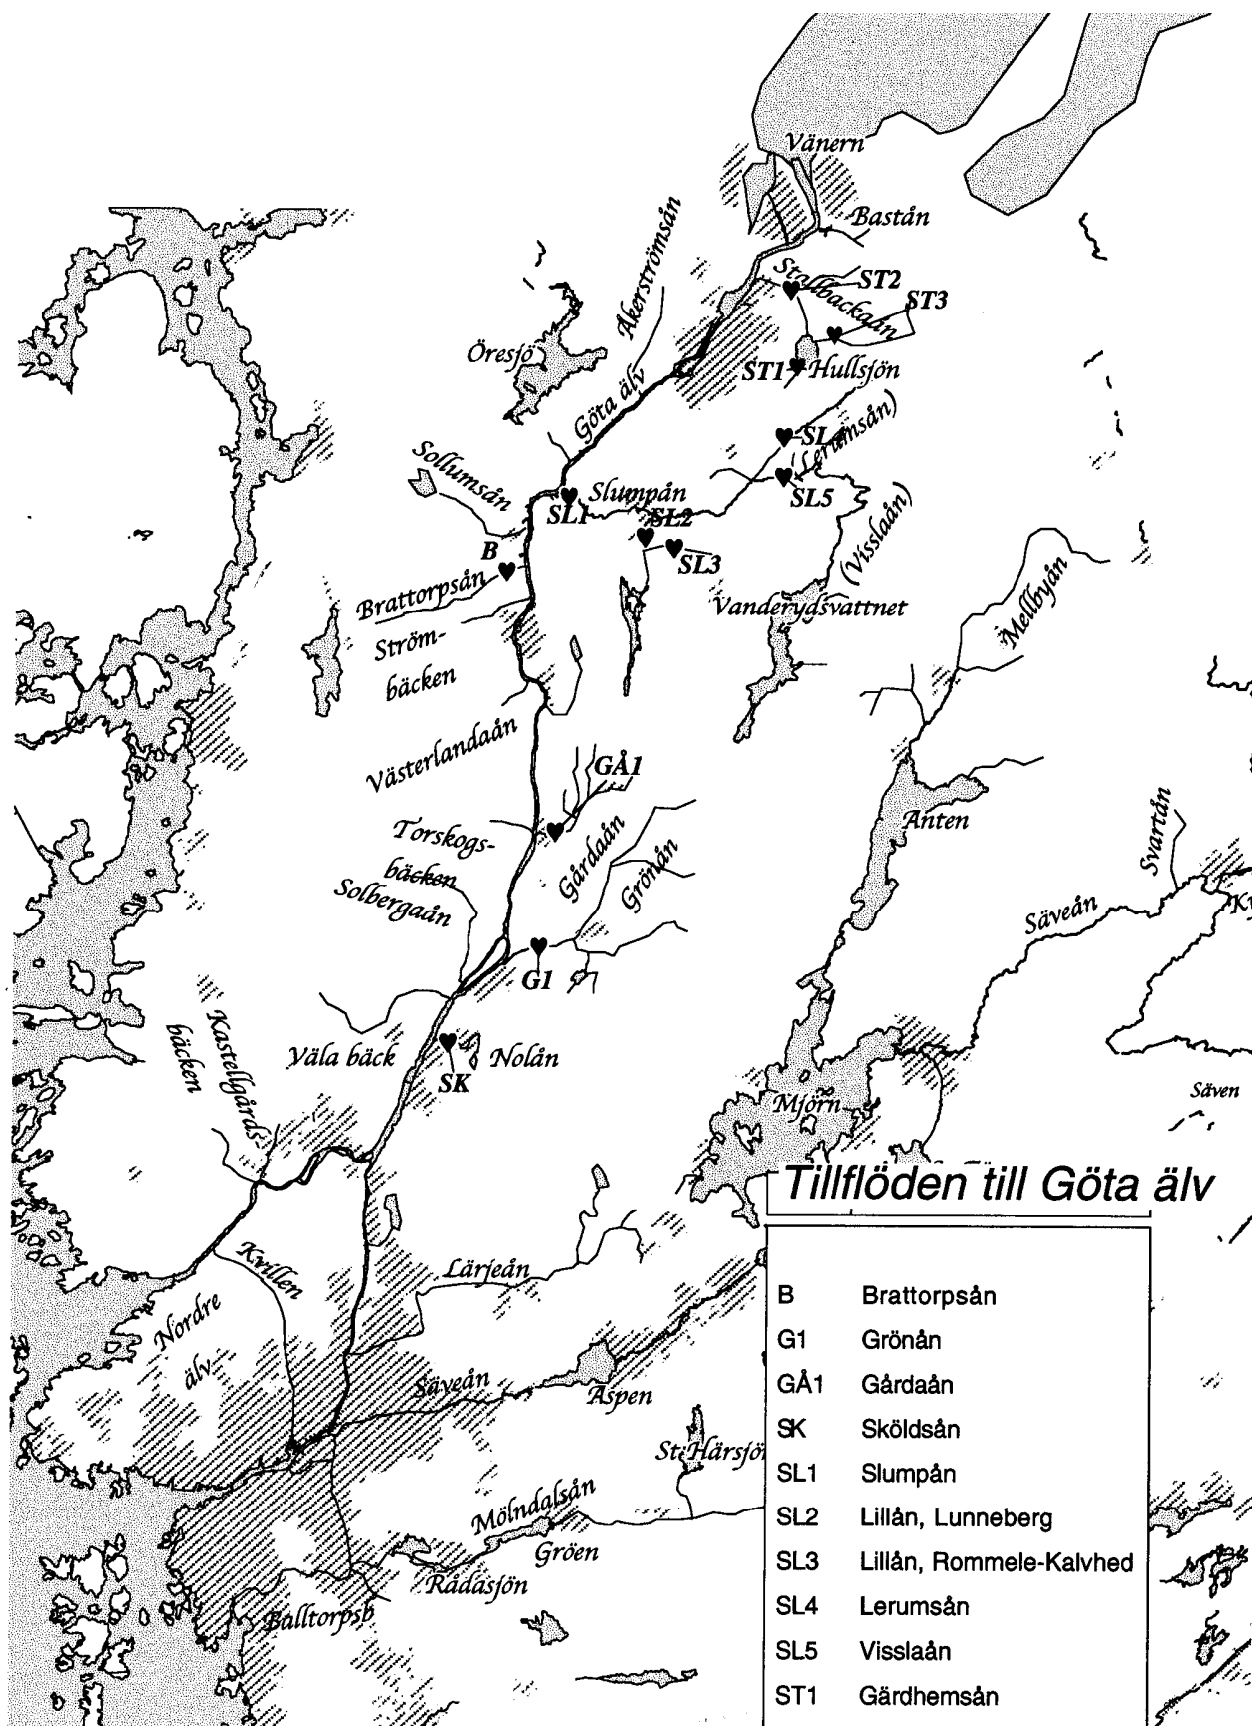 Vänern
Bastån
Åkerströmsån
Stallbackaån
ST2
ST3
Öresjö
ST1
Hullsjön
Göta älv
SL
Lerumsån)
Sollumsån
Slumpån
SL1
SL5
SL2
B
SL3
(Visslaån)
Brattorpsån
Vanderydsvattnet
Mellbyån
Ström-
bäcken
Västerlandaån
GÅ1
Torskogs-
bäcken
Gårdaån
Grönån
Anten
Svartån
Solbergaån
Säveån
G1
Kastellgårds-
bäcken
Väla bäck
Nolån
SK
Mjörn
Säven
Tillflöden till Göta älv
Kvillen
Lärjeån
Nordre
älv
Säveån
Aspen
St Härsjö
Mölndalsån
Gröen
Rådasjön
Balltorpsb
B Brattorpsån
G1 Grönån
GÅ1 Gårdaån
SK Sköldsån
SL1 Slumpån
SL2 Lillån, Lunneberg
SL3 Lillån, Rommele-Kalvhed
SL4 Lerumsån
SL5 Visslaån
ST1 Gärdhemsån